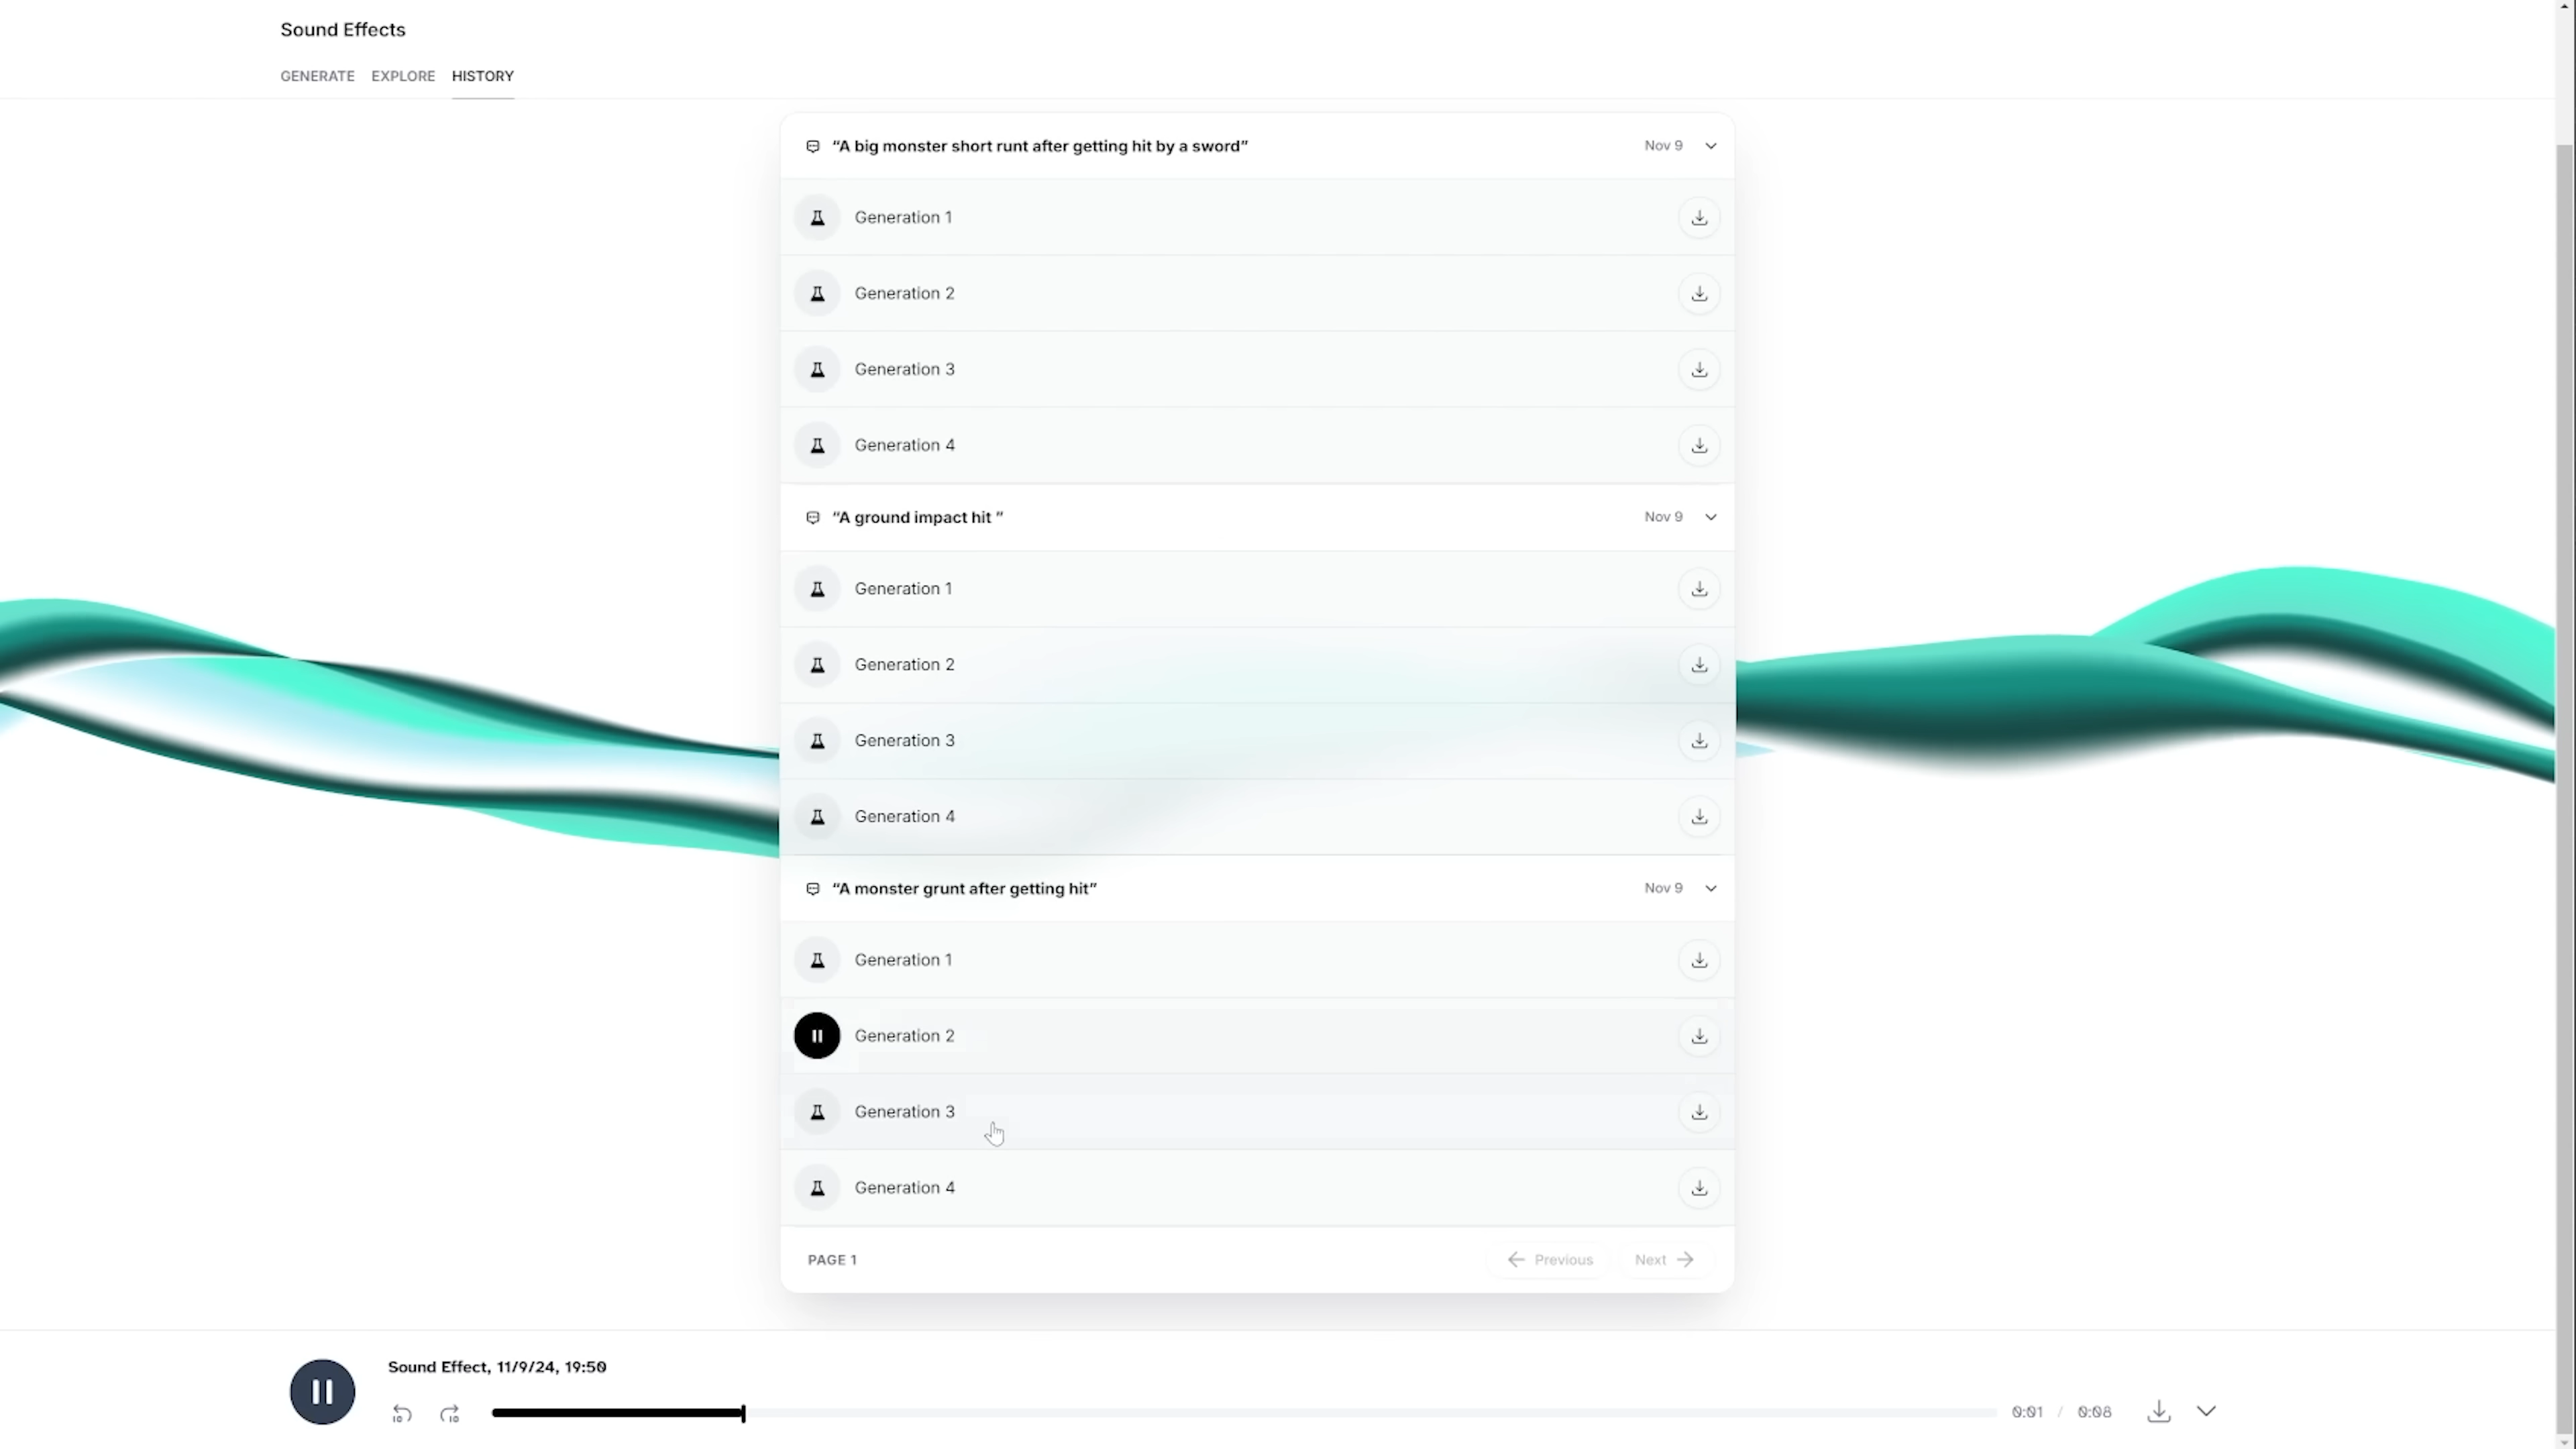 Sound Effects
GENERATE EXPLORE HISTORY
“A big monster short runt after getting hit by a sword” Nov 9
Generation 1
Generation 2
Generation 3
Generation 4
“A ground impact hit ” Nov 9
Generation 1
Generation 2
Generation 3
Generation 4
“A monster grunt after getting hit” Nov 9
Generation 1
Generation 2
Generation 3
Generation 4
PAGE 1 Previous Next
Sound Effect, 11/9/24, 19:50
10 10 0:01 / 0:08